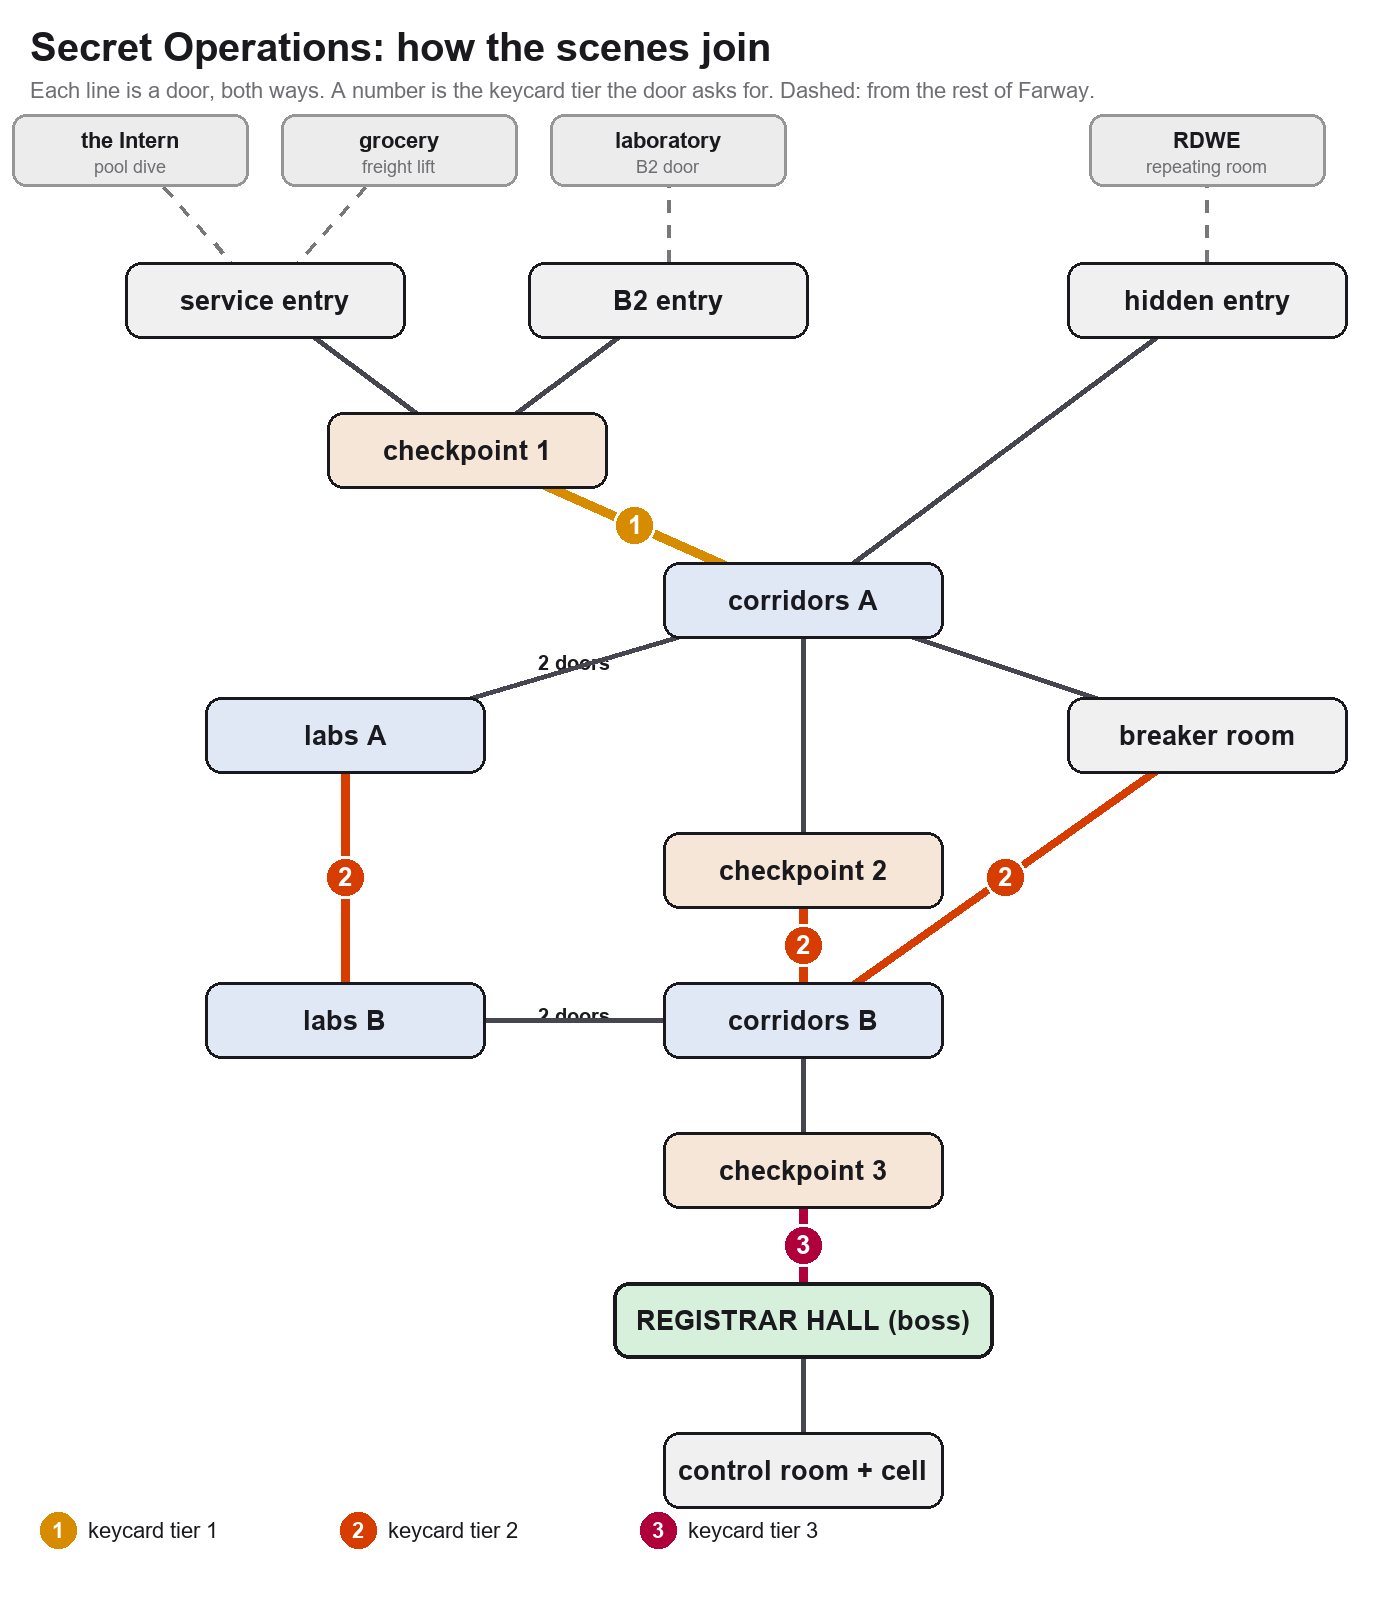 Secret Operations: how the scenes join
Each line is a door, both ways. A number is the keycard tier the door asks for. Dashed: from the rest of Farway.
the Intern
pool dive
grocery
freight lift
laboratory
B2 door
RDWE
repeating room
service entry
B2 entry
hidden entry
checkpoint 1
1
corridors A
2 doors
labs A
breaker room
checkpoint 2
2
2
2
labs B
2 doors
corridors B
checkpoint 3
3
REGISTRAR HALL (boss)
control room + cell
1 keycard tier 1
2 keycard tier 2
3 keycard tier 3